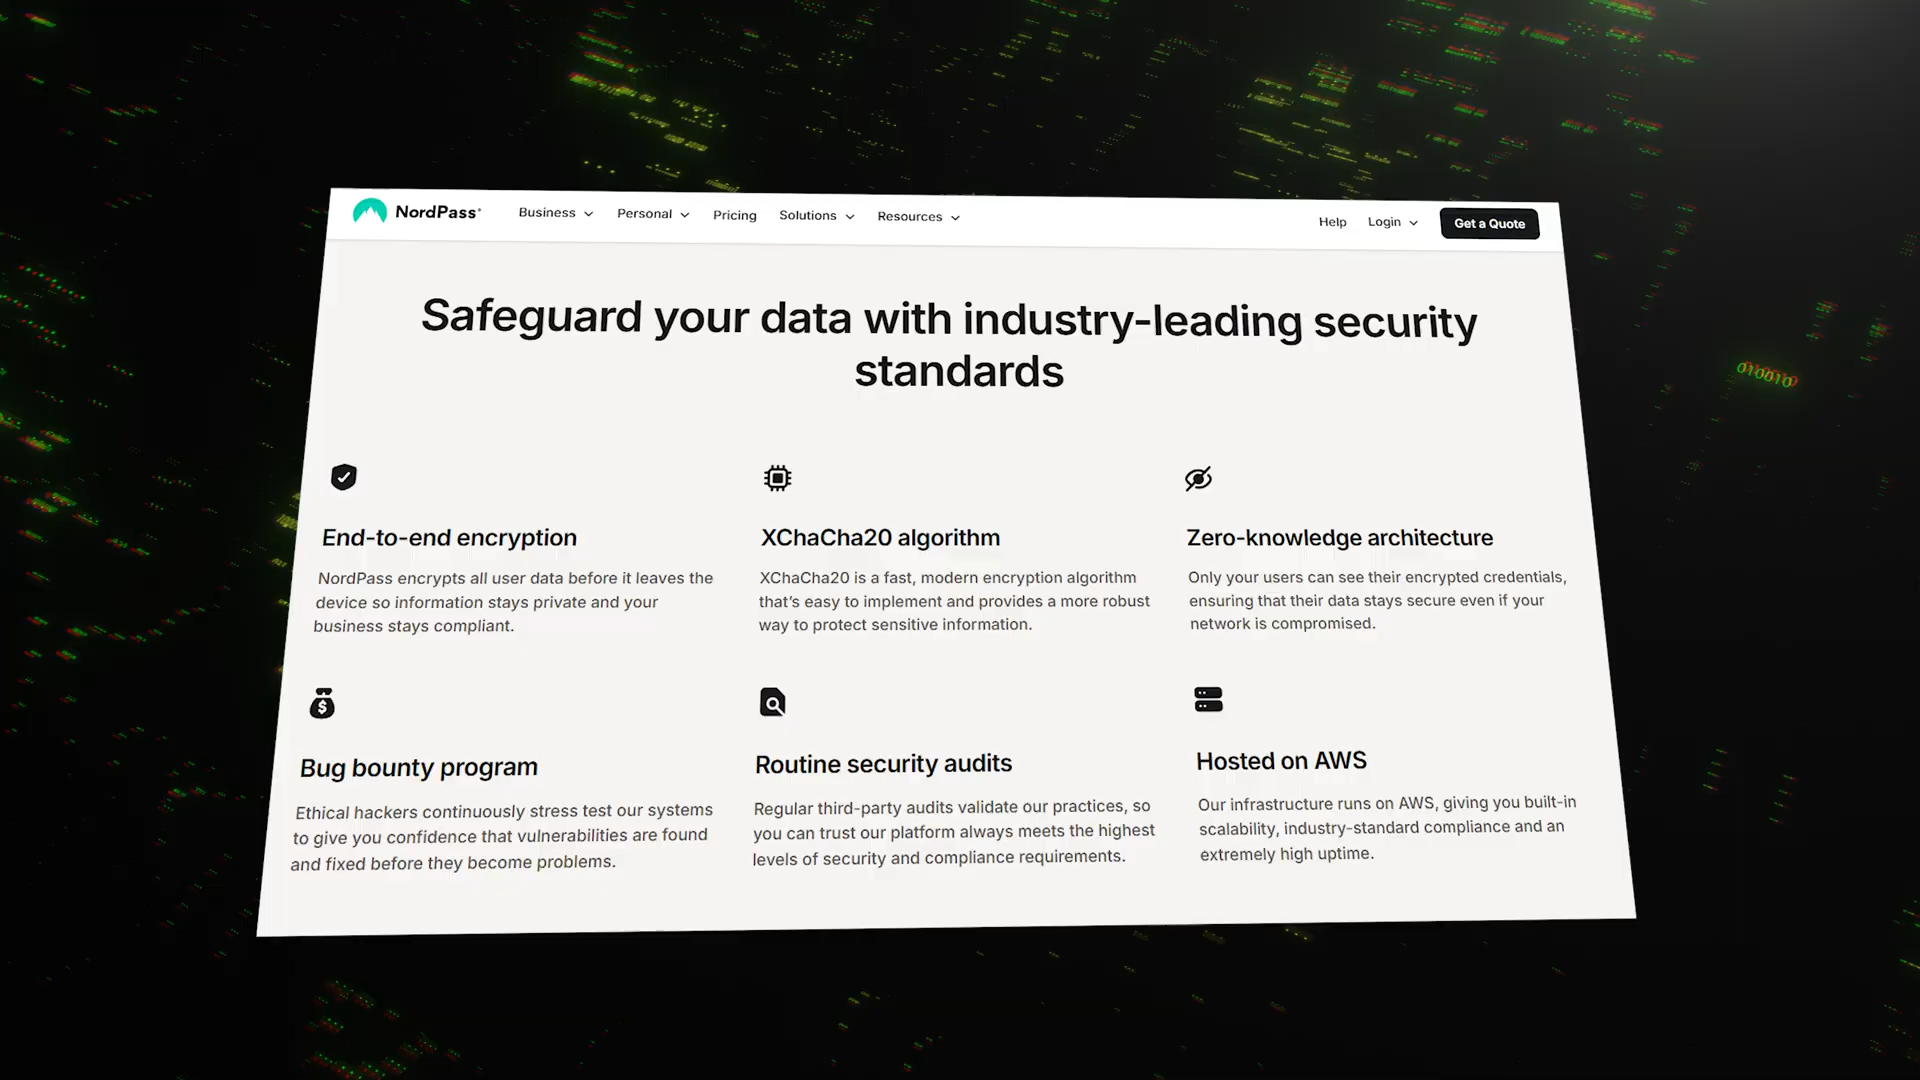 NordPass®
Business
Personal
Pricing
Solutions
Resources
Help
Login
Get a Quote
Safeguard your data with industry-leading security
standards
End-to-end encryption
NordPass encrypts all user data before it leaves the
device so information stays private and your
business stays compliant.
XChaCha20 algorithm
XChaCha20 is a fast, modern encryption algorithm
that's easy to implement and provides a more robust
way to protect sensitive information.
Zero-knowledge architecture
Only your users can see their encrypted credentials,
ensuring that their data stays secure even if your
network is compromised.
Bug bounty program
Ethical hackers continuously stress test our systems
to give you confidence that vulnerabilities are found
and fixed before they become problems.
Routine security audits
Regular third-party audits validate our practices, so
you can trust our platform always meets the highest
levels of security and compliance requirements.
Hosted on AWS
Our infrastructure runs on AWS, giving you built-in
scalability, industry-standard compliance and an
extremely high uptime.
010010